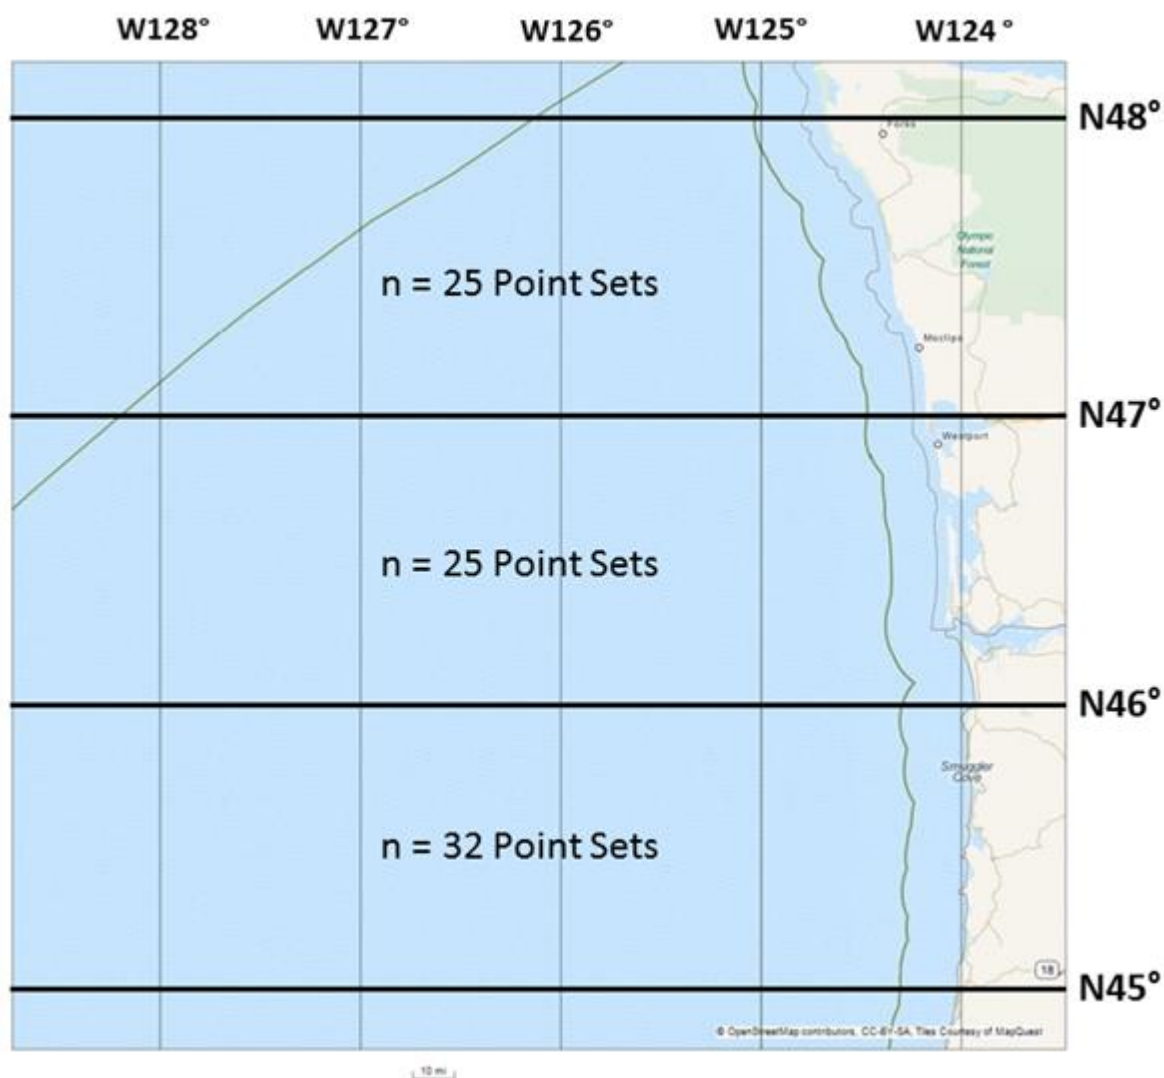 W128° W127° W126° W125° W124°
N48°
Forks
Olympic
National
Forest
n = 25 Point Sets
Moclips
N47°
Westport
n = 25 Point Sets
N46°
Smuggler
Cove
n = 32 Point Sets
18
N45°
© OpenStreetMap contributors, CC-BY-SA, Tiles Courtesy of MapQuest
10 mi